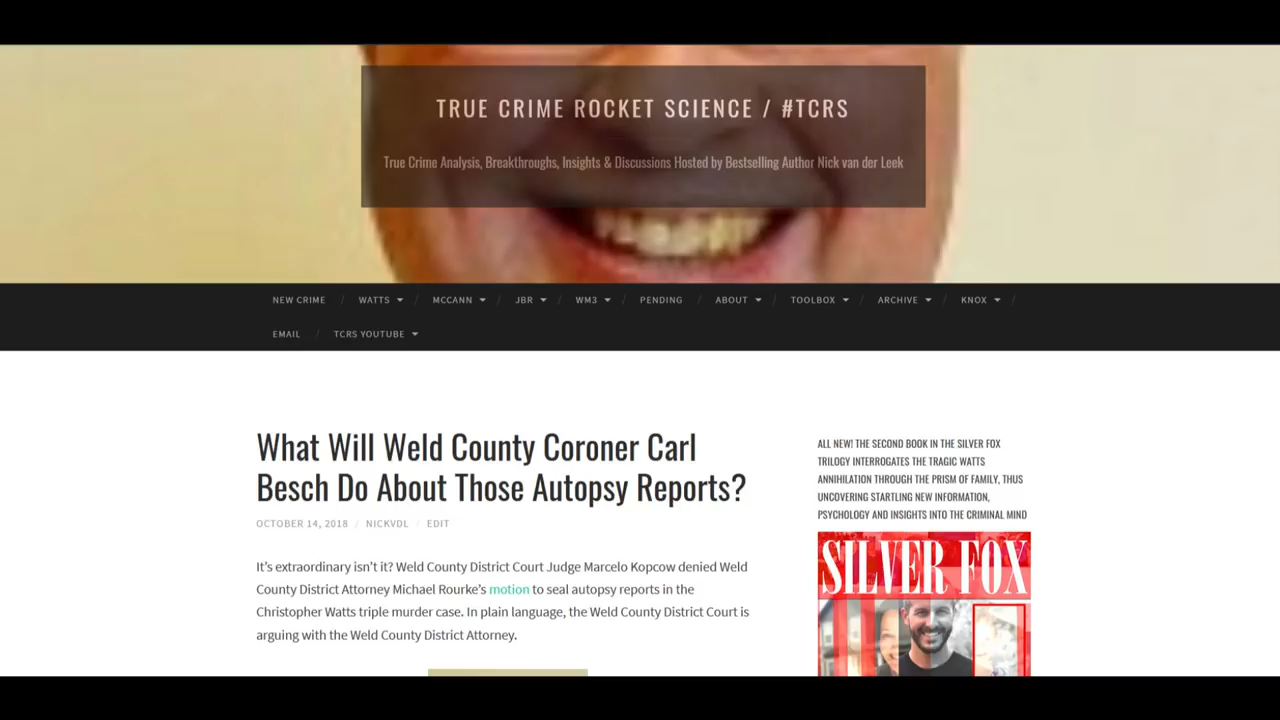 TRUE CRIME ROCKET SCIENCE / #TCRS
True Crime Analysis, Breakthroughs, Insights & Discussions Hosted by Bestselling Author Nick van der Leek
NEW CRIME / WATTS / MCCANN / JBR / WM3 / PENDING / ABOUT / TOOLBOX / ARCHIVE / KNOX /
EMAIL / TCRS YOUTUBE
What Will Weld County Coroner Carl
Besch Do About Those Autopsy Reports?
OCTOBER 14, 2018 / NICKVDL / EDIT
It’s extraordinary isn’t it? Weld County District Court Judge Marcelo Kopcow denied Weld
County District Attorney Michael Rourke’s motion to seal autopsy reports in the
Christopher Watts triple murder case. In plain language, the Weld County District Court is
arguing with the Weld County District Attorney.
ALL NEW! THE SECOND BOOK IN THE SILVER FOX
TRILOGY INTERROGATES THE TRAGIC WATTS
ANNIHILATION THROUGH THE PRISM OF FAMILY, THUS
UNCOVERING STARTLING NEW INFORMATION,
PSYCHOLOGY AND INSIGHTS INTO THE CRIMINAL MIND
SILVER FOX